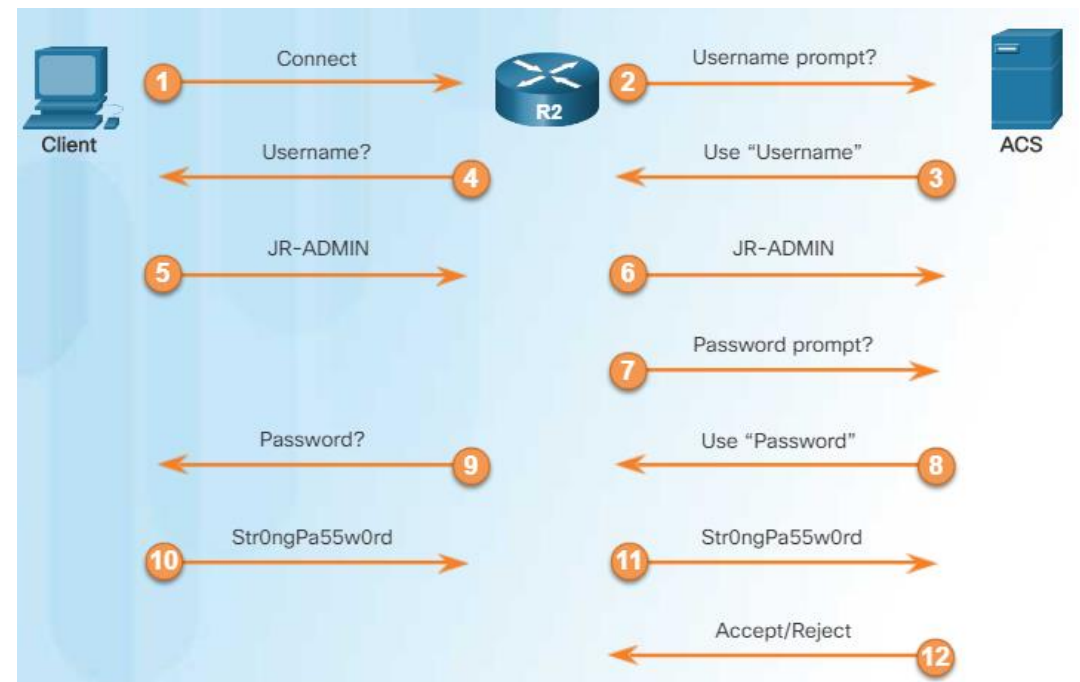 Connect
Username prompt?
1
R2
2
Client
ACS
Username?
Use “Username”
4
3
JR-ADMIN
JR-ADMIN
5
6
Password prompt?
7
Password?
Use “Password”
9
8
Str0ngPa55w0rd
Str0ngPa55w0rd
10
11
Accept/Reject
12